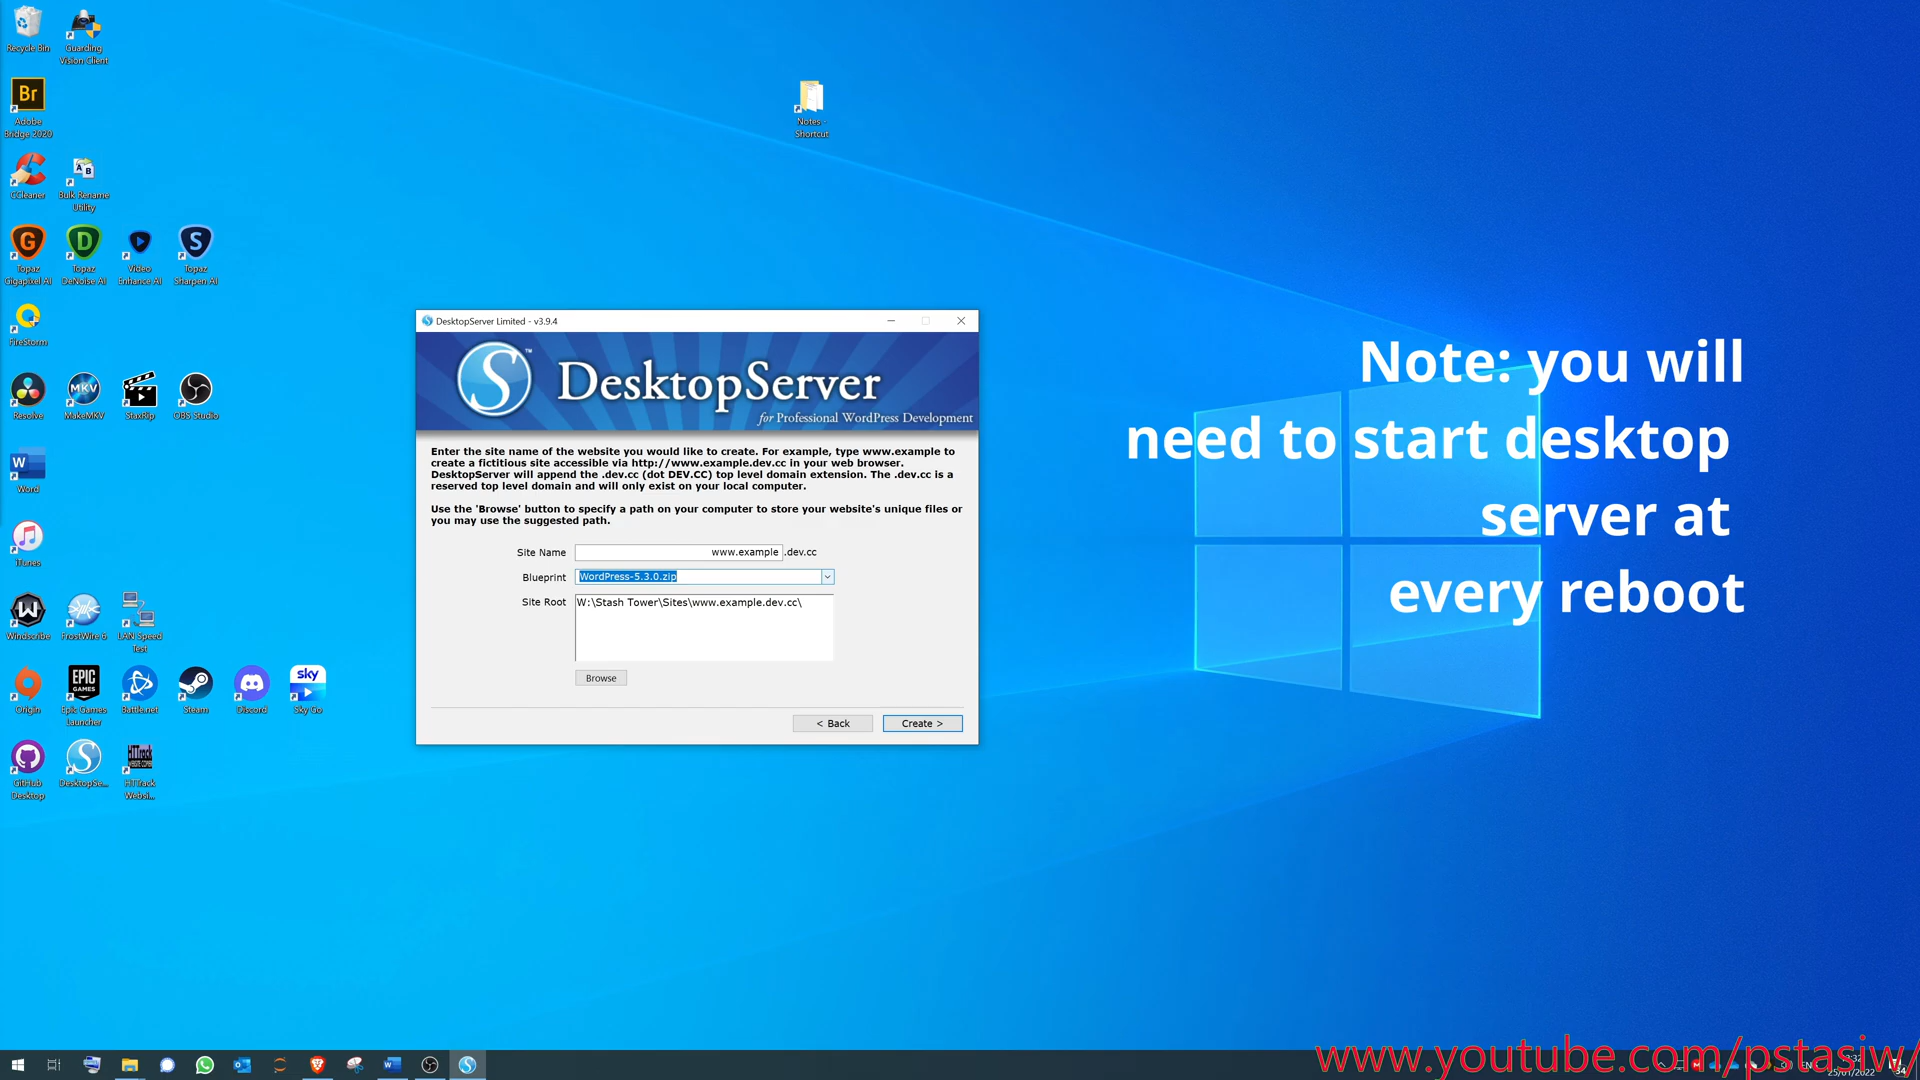 Recycle Bin
Guarding
Vision Client
Br
Adobe
Bridge 2020
Notes -
Shortcut
CCleaner
A B
Bulk Rename
Utility
G
D
S
Topaz
Gigapixel AI
Topaz
DeNoise AI
Video
Enhance AI
Topaz
Sharpen AI
FireStorm
MKV
Resolve
MakeMKV
StaxRip
OBS Studio
W
Word
iTunes
Windscribe
FrostWire 6
LAN Speed
Test
EPIC
GAMES
sky
Origin
Epic Games
Launcher
Battle.net
Steam
Discord
Sky Go
GitHub
Desktop
DesktopSe...
HTTrack
Websi...
DesktopServer Limited - v3.9.4
S ™ DesktopServer
for Professional WordPress Development
Enter the site name of the website you would like to create. For example, type www.example to
create a fictitious site accessible via http://www.example.dev.cc in your web browser.
DesktopServer will append the .dev.cc (dot DEV.CC) top level domain extension. The .dev.cc is a
reserved top level domain and will only exist on your local computer.
Use the 'Browse' button to specify a path on your computer to store your website's unique files or
you may use the suggested path.
Site Name www.example .dev.cc
Blueprint WordPress-5.3.0.zip
Site Root W:\Stash Tower\Sites\www.example.dev.cc\
Browse
< Back
Create >
Note: you will
need to start desktop
server at
every reboot
www.youtube.com/pstasiw/
25/01/2022